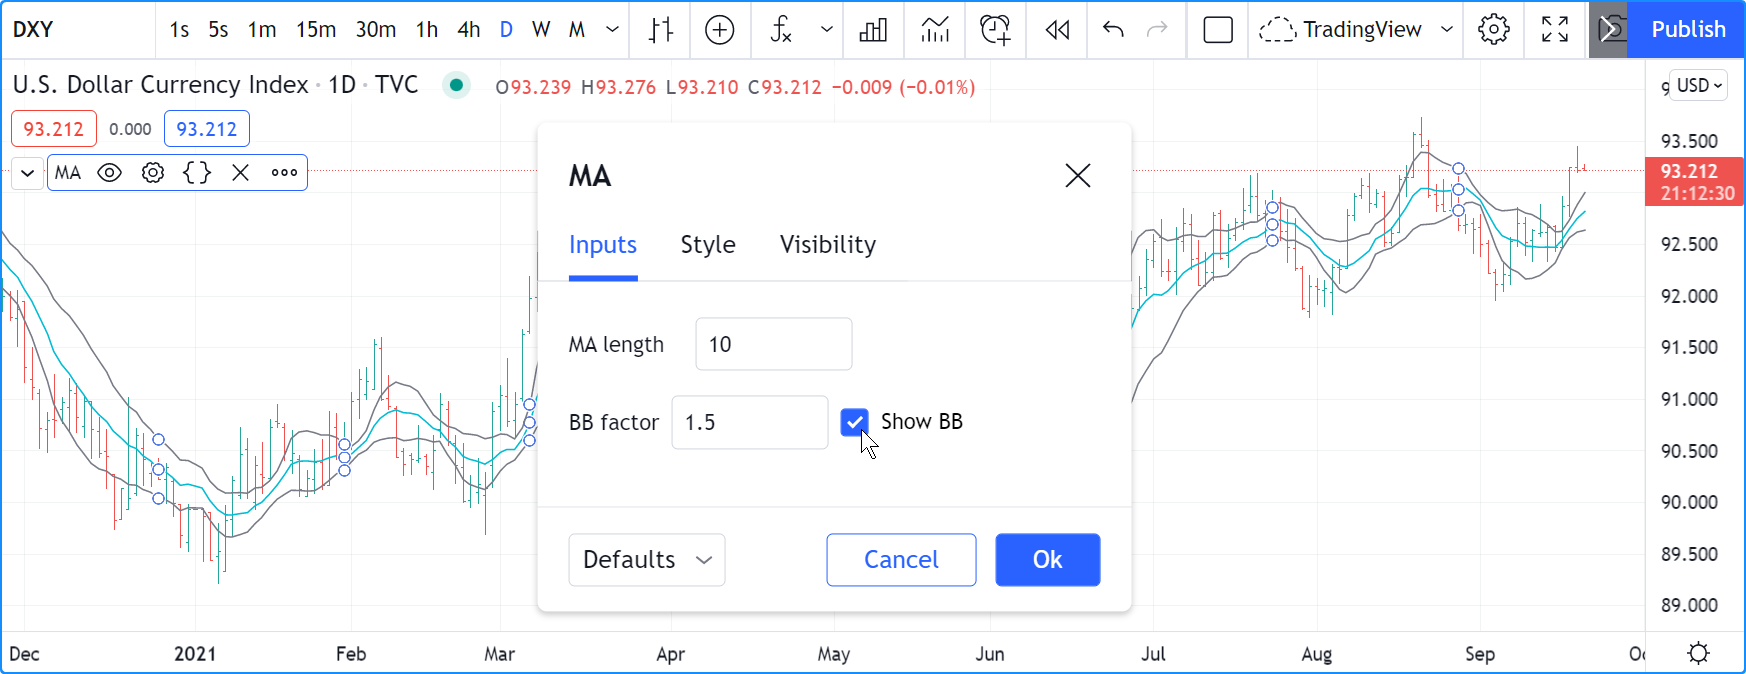 DXY 1s 5s 1m 15m 30m 1h 4h D W M TradingView Publish
U.S. Dollar Currency Index · 1D · TVC O93.239 H93.276 L93.210 C93.212 −0.009 (−0.01%) USD
93.212 0.000 93.212
MA
93.500
93.212
21:12:30
92.500
92.000
91.500
91.000
90.500
90.000
89.500
89.000
MA
Inputs Style Visibility
MA length 10
BB factor 1.5 Show BB
Defaults Cancel Ok
Dec 2021 Feb Mar Apr May Jun Jul Aug Sep